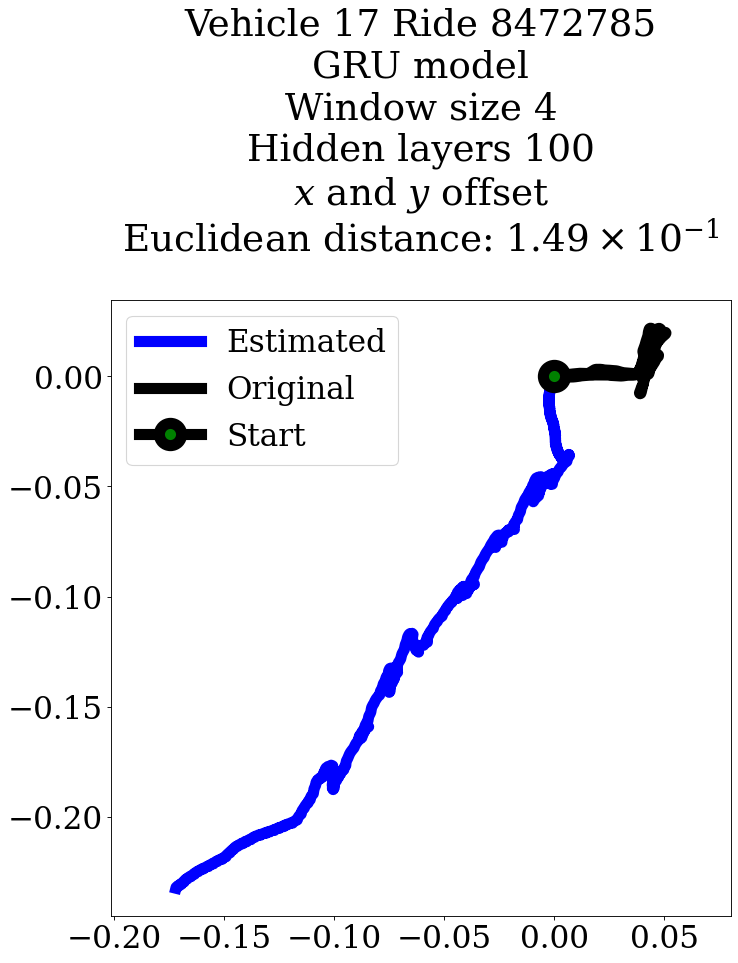 Vehicle 17 Ride 8472785
GRU model
Window size 4
Hidden layers 100
x and y offset
Euclidean distance: 1.49 × 10⁻¹
Estimated
Original
Start
0.00
−0.05
−0.10
−0.15
−0.20
−0.20 −0.15 −0.10 −0.05 0.00 0.05